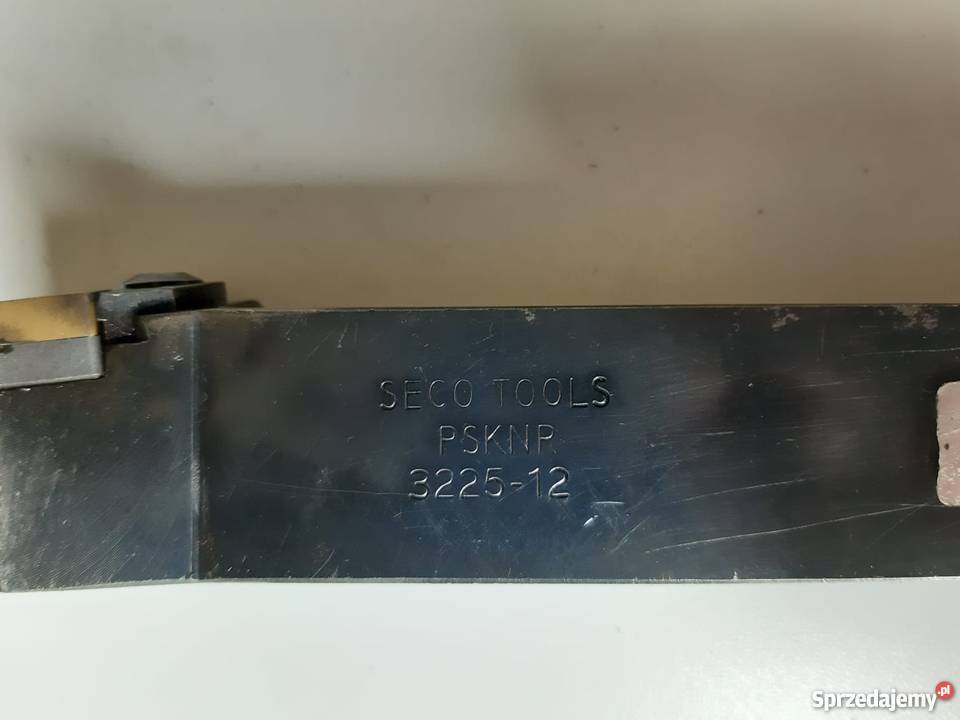 SECO TOOLS
PSKNR
3225-12
Sprzedajemy.pl